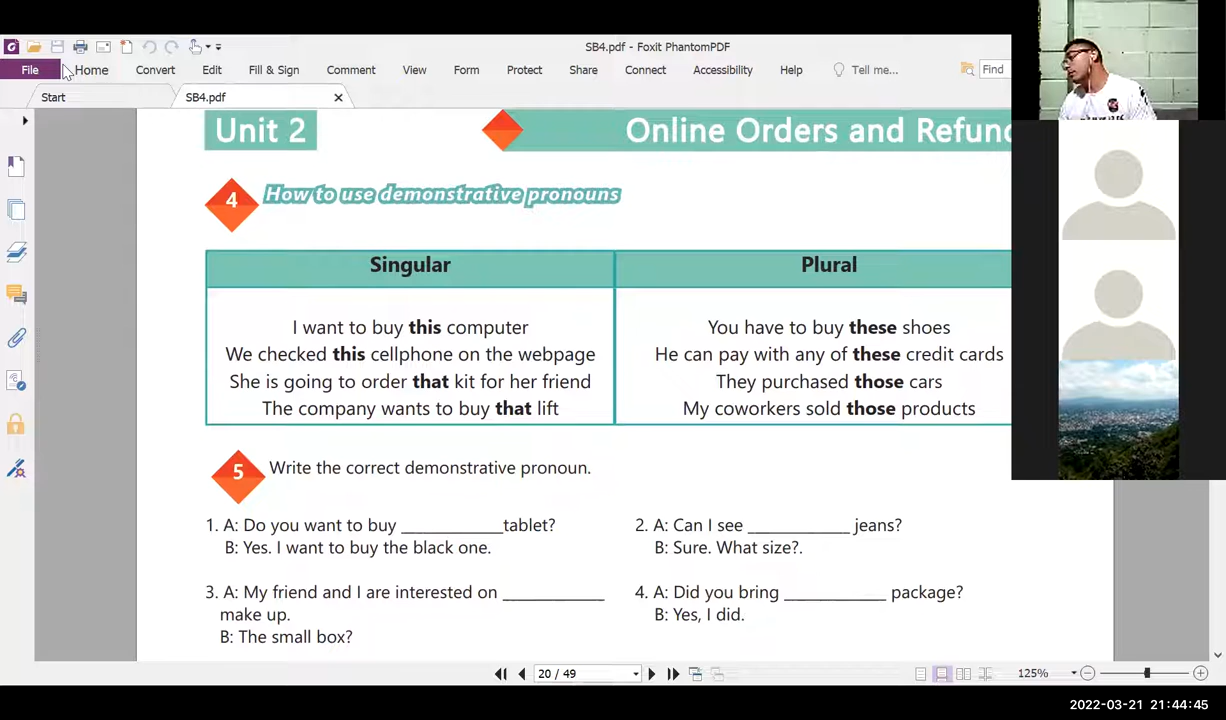 SB4.pdf - Foxit PhantomPDF
File Home Convert Edit Fill & Sign Comment View Form Protect Share Connect Accessibility Help Tell me... Find
Start SB4.pdf
Unit 2 Online Orders and Refun
4 How to use demonstrative pronouns
Singular Plural
I want to buy this computer You have to buy these shoes
We checked this cellphone on the webpage He can pay with any of these credit cards
She is going to order that kit for her friend They purchased those cars
The company wants to buy that lift My coworkers sold those products
5 Write the correct demonstrative pronoun.
1. A: Do you want to buy ___________tablet? 2. A: Can I see ___________ jeans?
B: Yes. I want to buy the black one. B: Sure. What size?.
3. A: My friend and I are interested on ___________ 4. A: Did you bring ___________ package?
make up. B: Yes, I did.
B: The small box?
20 / 49 125%
2022-03-21 21:44:45